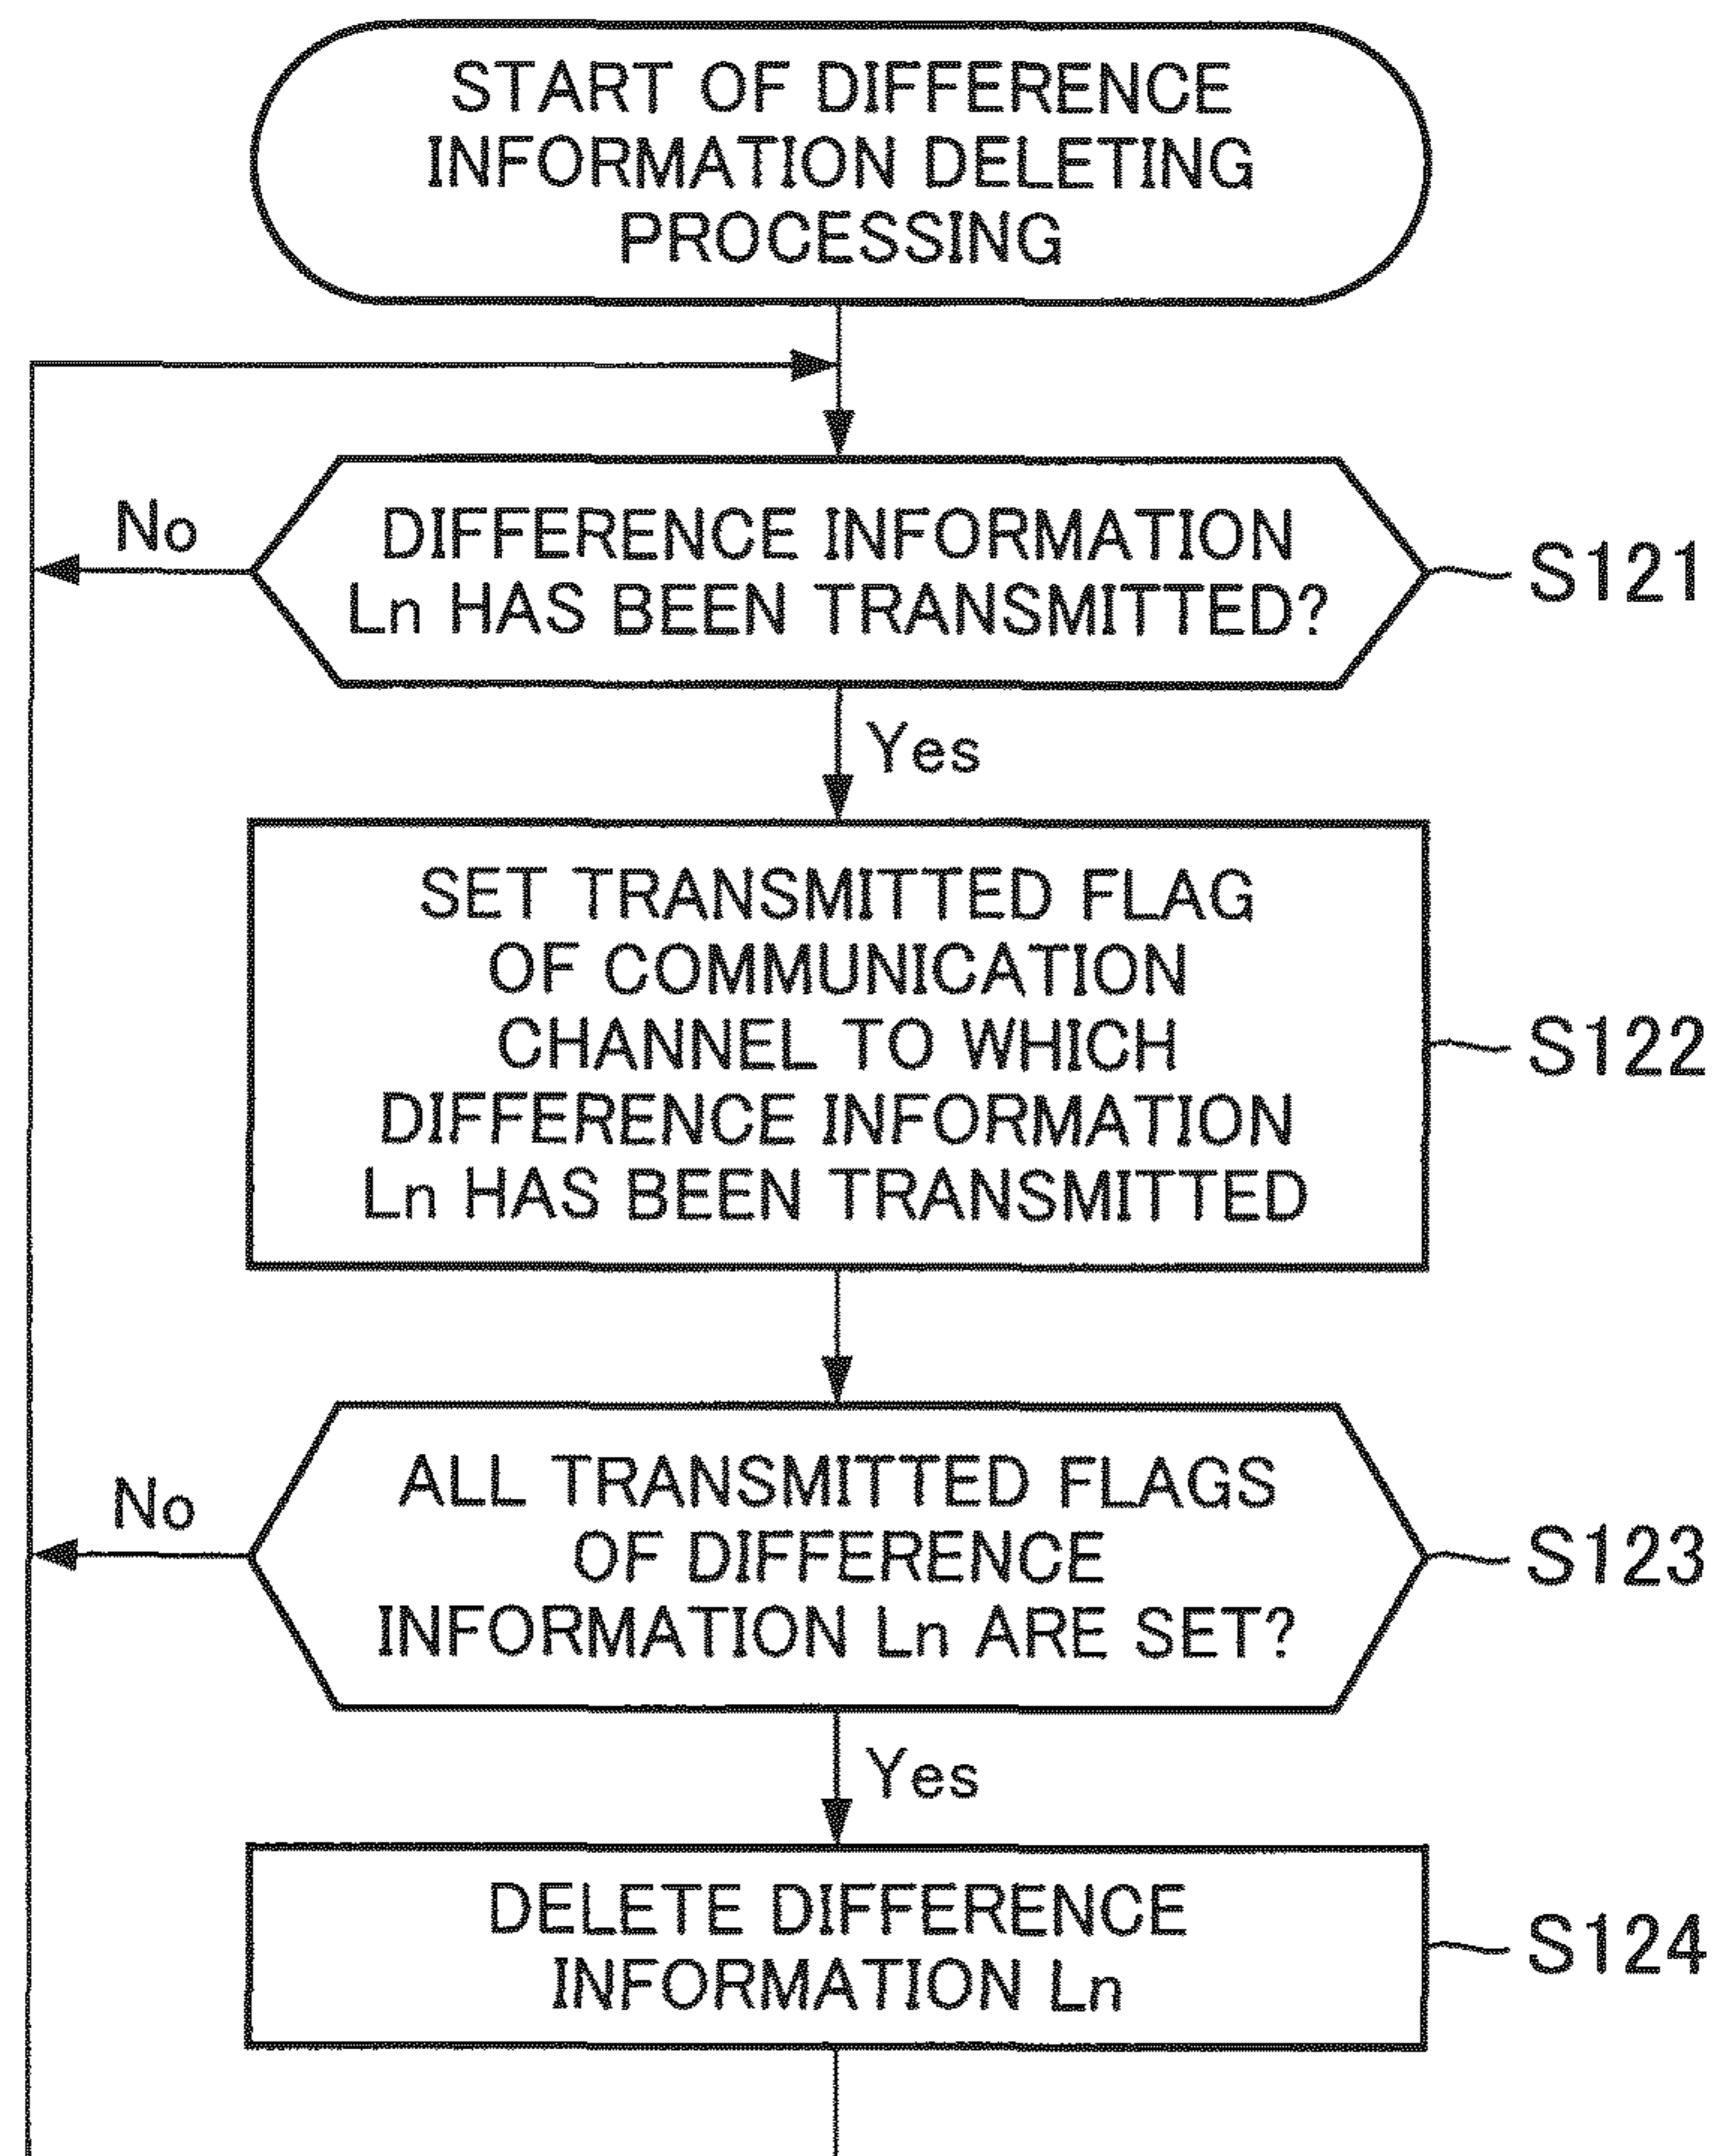 START OF DIFFERENCE
INFORMATION DELETING
PROCESSING
No
DIFFERENCE INFORMATION
Ln HAS BEEN TRANSMITTED?
S121
Yes
SET TRANSMITTED FLAG
OF COMMUNICATION
CHANNEL TO WHICH
DIFFERENCE INFORMATION
Ln HAS BEEN TRANSMITTED
S122
No
ALL TRANSMITTED FLAGS
OF DIFFERENCE
INFORMATION Ln ARE SET?
S123
Yes
DELETE DIFFERENCE
INFORMATION Ln
S124